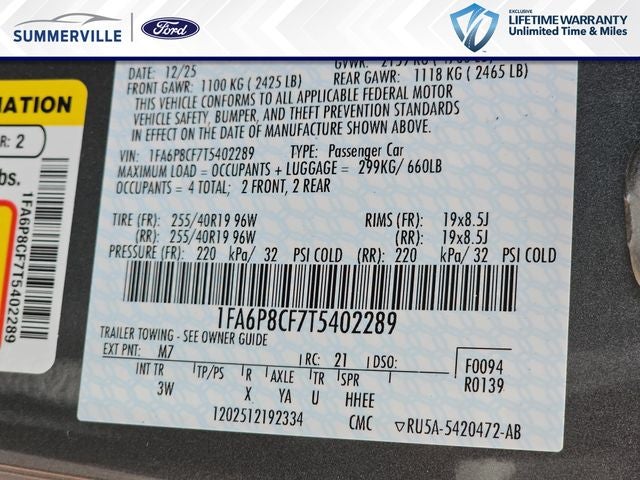 SUMMERVILLE
Ford
EXCLUSIVE
LIFETIME WARRANTY
Unlimited Time & Miles
DATE: 12/25
FRONT GAWR: 1100 KG ( 2425 LB)
REAR GAWR: 1118 KG ( 2465 LB)
THIS VEHICLE CONFORMS TO ALL APPLICABLE FEDERAL MOTOR
VEHICLE SAFETY, BUMPER, AND THEFT PREVENTION STANDARDS
IN EFFECT ON THE DATE OF MANUFACTURE SHOWN ABOVE.
VIN: 1FA6P8CF7T5402289 TYPE: Passenger Car
MAXIMUM LOAD = OCCUPANTS + LUGGAGE = 299KG/ 660LB
OCCUPANTS = 4 TOTAL; 2 FRONT, 2 REAR
TIRE (FR): 255/40R19 96W RIMS (FR): 19x8.5J
(RR): 255/40R19 96W (RR): 19x8.5J
PRESSURE (FR): 220 kPa/ 32 PSI COLD (RR): 220 kPa/ 32 PSI COLD
1FA6P8CF7T5402289
TRAILER TOWING - SEE OWNER GUIDE
EXT PNT: M7 RC: 21 DSO: F0094
INT TR TP/PS R AXLE TR SPR R0139
3W X YA U HHEE
1202512192334 CMC RU5A-5420472-AB
MATION
R: 2
bs.
1FA6P8CF7T5402289